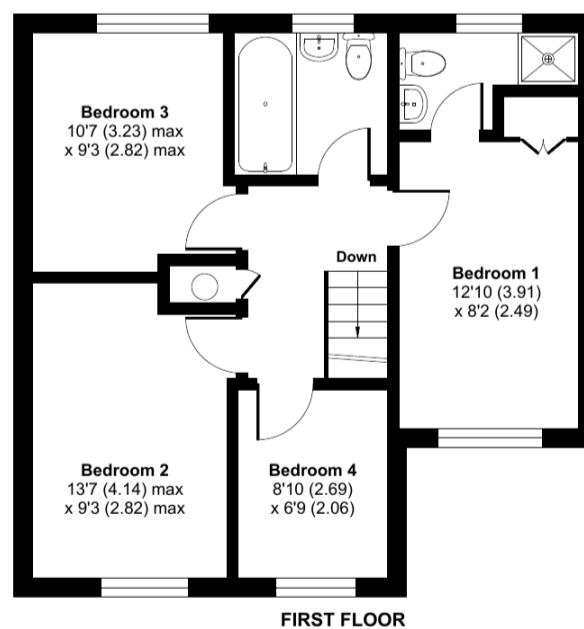 Bedroom 3
10'7 (3.23) max
x 9'3 (2.82) max
Down
Bedroom 1
12'10 (3.91)
x 8'2 (2.49)
Bedroom 2
13'7 (4.14) max
x 9'3 (2.82) max
Bedroom 4
8'10 (2.69)
x 6'9 (2.06)
FIRST FLOOR